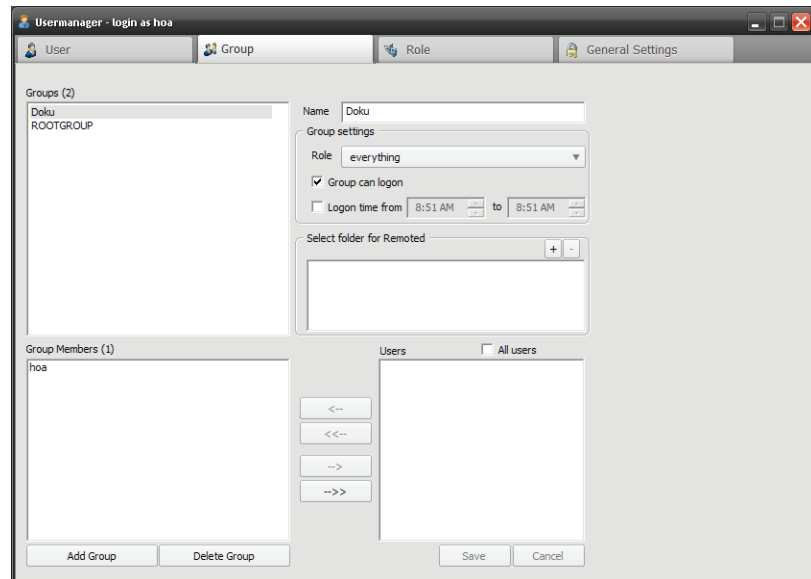 Usermanager - login as hoa
User
Group
Role
General Settings
Groups (2)
Doku
ROOTGROUP
Name Doku
Group settings
Role everything
Group can logon
Logon time from 8:51 AM to 8:51 AM
Select folder for Remoted
+ -
Group Members (1)
hoa
Users
All users
<--
<<--
-->
-->>
Add Group
Delete Group
Save
Cancel